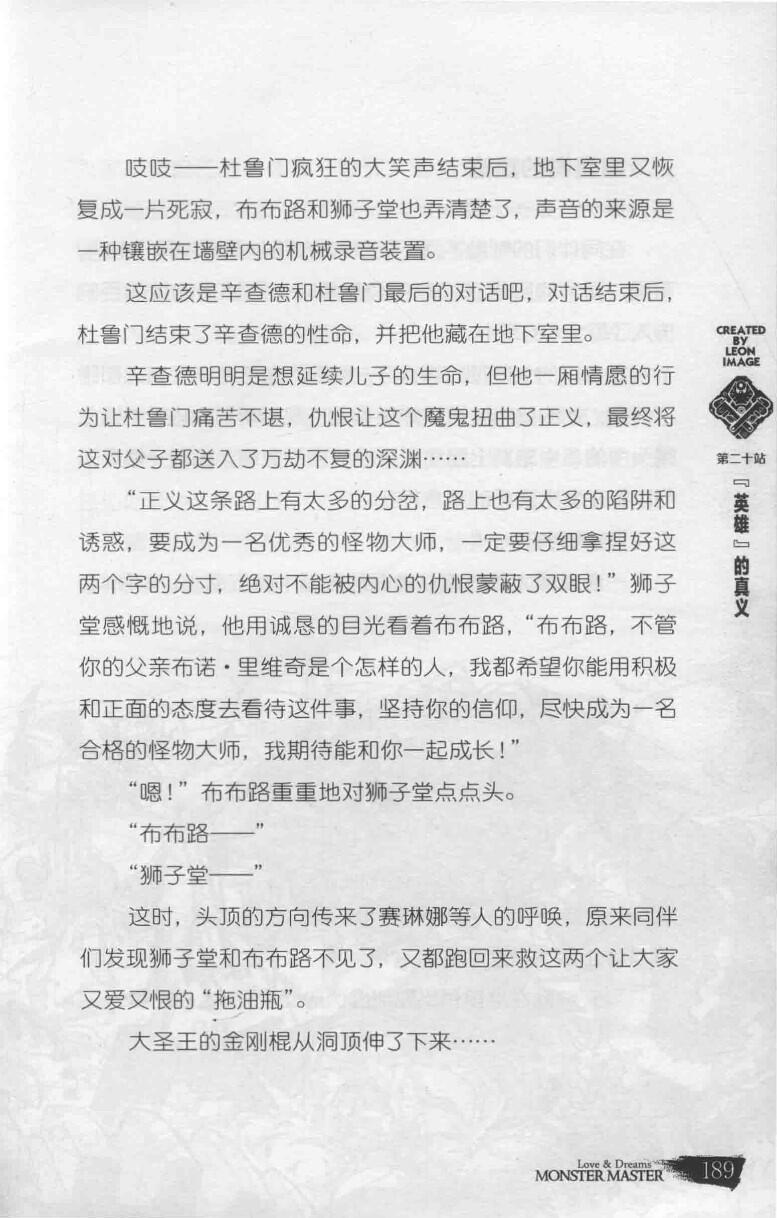 吱吱——杜鲁门疯狂的大笑声结束后，地下室里又恢
复成一片死寂，布布路和狮子堂也弄清楚了，声音的来源是
一种镶嵌在墙壁内的机械录音装置。
这应该是辛查德和杜鲁门最后的对话吧，对话结束后，
杜鲁门结束了辛查德的性命，并把他藏在地下室里。
辛查德明明是想延续儿子的生命，但他一厢情愿的行
为让杜鲁门痛苦不堪，仇恨让这个魔鬼扭曲了正义，最终将
这对父子都送入了万劫不复的深渊……
“正义这条路上有太多的分岔，路上也有太多的陷阱和
诱惑，要成为一名优秀的怪物大师，一定要仔细拿捏好这
两个字的分寸，绝对不能被内心的仇恨蒙蔽了双眼！”狮子
堂感慨地说，他用诚恳的目光看着布布路，“布布路，不管
你的父亲布诺·里维奇是个怎样的人，我都希望你能用积极
和正面的态度去看待这件事，坚持你的信仰，尽快成为一名
合格的怪物大师，我期待能和你一起成长！”
“嗯！”布布路重重地对狮子堂点点头。
“布布路——”
“狮子堂——”
这时，头顶的方向传来了赛琳娜等人的呼唤，原来同伴
们发现狮子堂和布布路不见了，又都跑回来救这两个让大家
又爱又恨的“拖油瓶”。
大圣王的金刚棍从洞顶伸了下来……
CREATED
BY
LEON
IMAGE
第二十站
『英雄』的真义
Love & Dreams
MONSTER MASTER
189